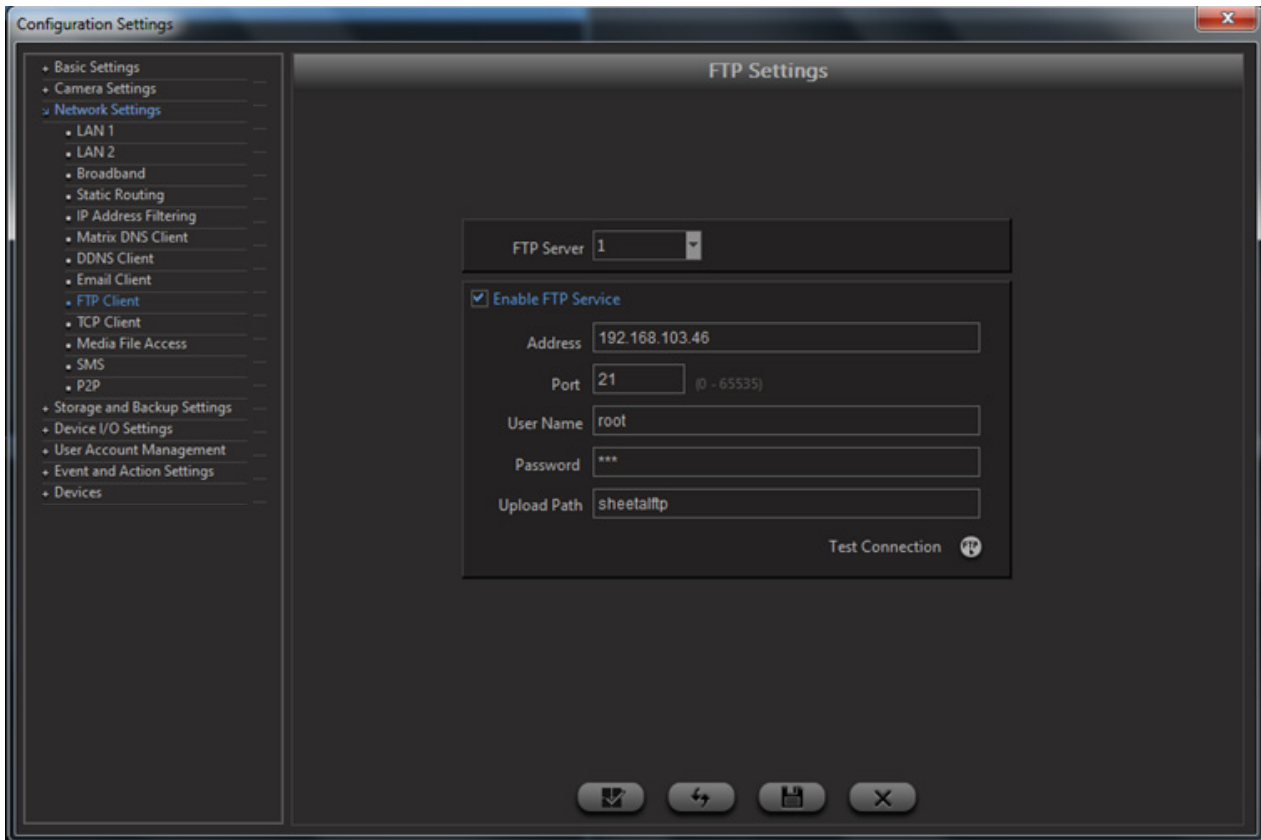 Configuration Settings
x
+ Basic Settings
+ Camera Settings
Network Settings
LAN 1
LAN 2
Broadband
Static Routing
IP Address Filtering
Matrix DNS Client
DDNS Client
Email Client
FTP Client
TCP Client
Media File Access
SMS
P2P
+ Storage and Backup Settings
+ Device I/O Settings
+ User Account Management
+ Event and Action Settings
+ Devices
FTP Settings
FTP Server 1
Enable FTP Service
Address 192.168.103.46
Port 21 (0 - 65535)
User Name root
Password ***
Upload Path sheetalftp
Test Connection FTP